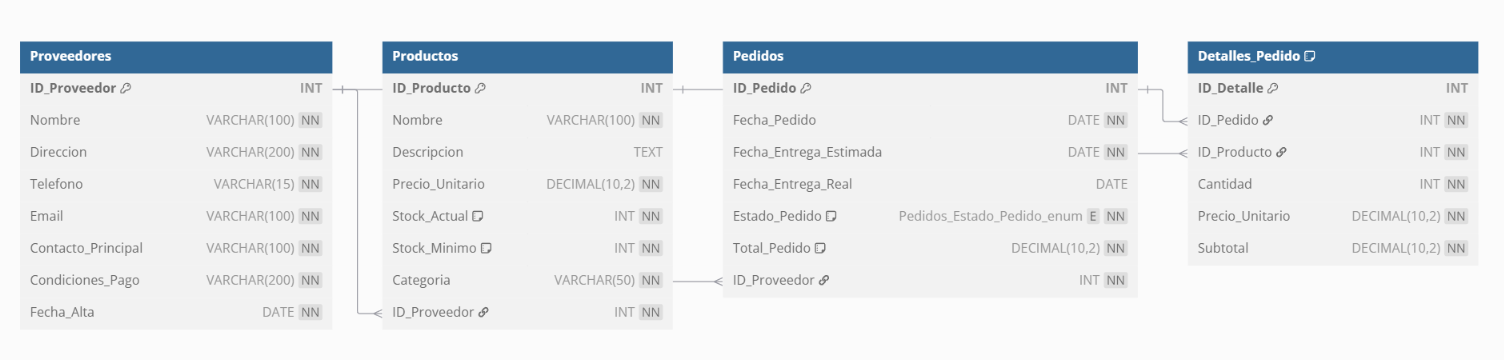 Proveedores
ID_Proveedor INT
Nombre VARCHAR(100) NN
Direccion VARCHAR(200) NN
Telefono VARCHAR(15) NN
Email VARCHAR(100) NN
Contacto_Principal VARCHAR(100) NN
Condiciones_Pago VARCHAR(200) NN
Fecha_Alta DATE NN
Productos
ID_Producto INT
Nombre VARCHAR(100) NN
Descripcion TEXT
Precio_Unitario DECIMAL(10,2) NN
Stock_Actual INT NN
Stock_Minimo INT NN
Categoria VARCHAR(50) NN
ID_Proveedor INT NN
Pedidos
ID_Pedido INT
Fecha_Pedido DATE NN
Fecha_Entrega_Estimada DATE NN
Fecha_Entrega_Real DATE
Estado_Pedido Pedidos_Estado_Pedido_enum E NN
Total_Pedido DECIMAL(10,2) NN
ID_Proveedor INT NN
Detalles_Pedido
ID_Detalle INT
ID_Pedido INT NN
ID_Producto INT NN
Cantidad INT NN
Precio_Unitario DECIMAL(10,2) NN
Subtotal DECIMAL(10,2) NN